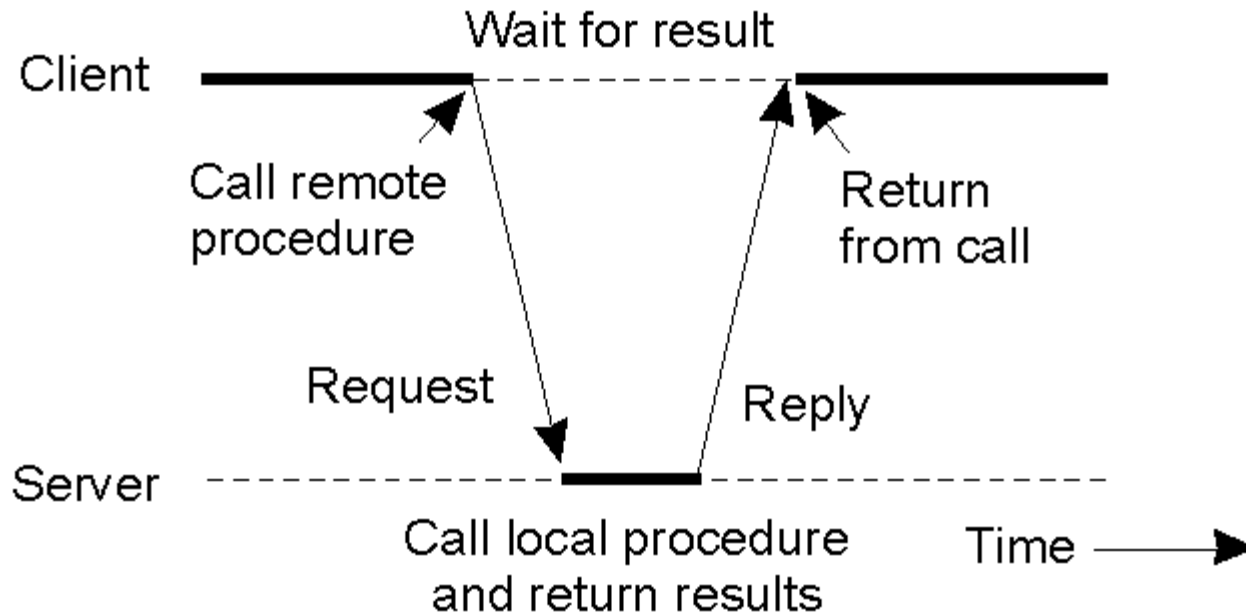 Wait for result
Client
Call remote
procedure
Return
from call
Request
Reply
Server
Call local procedure
and return results
Time